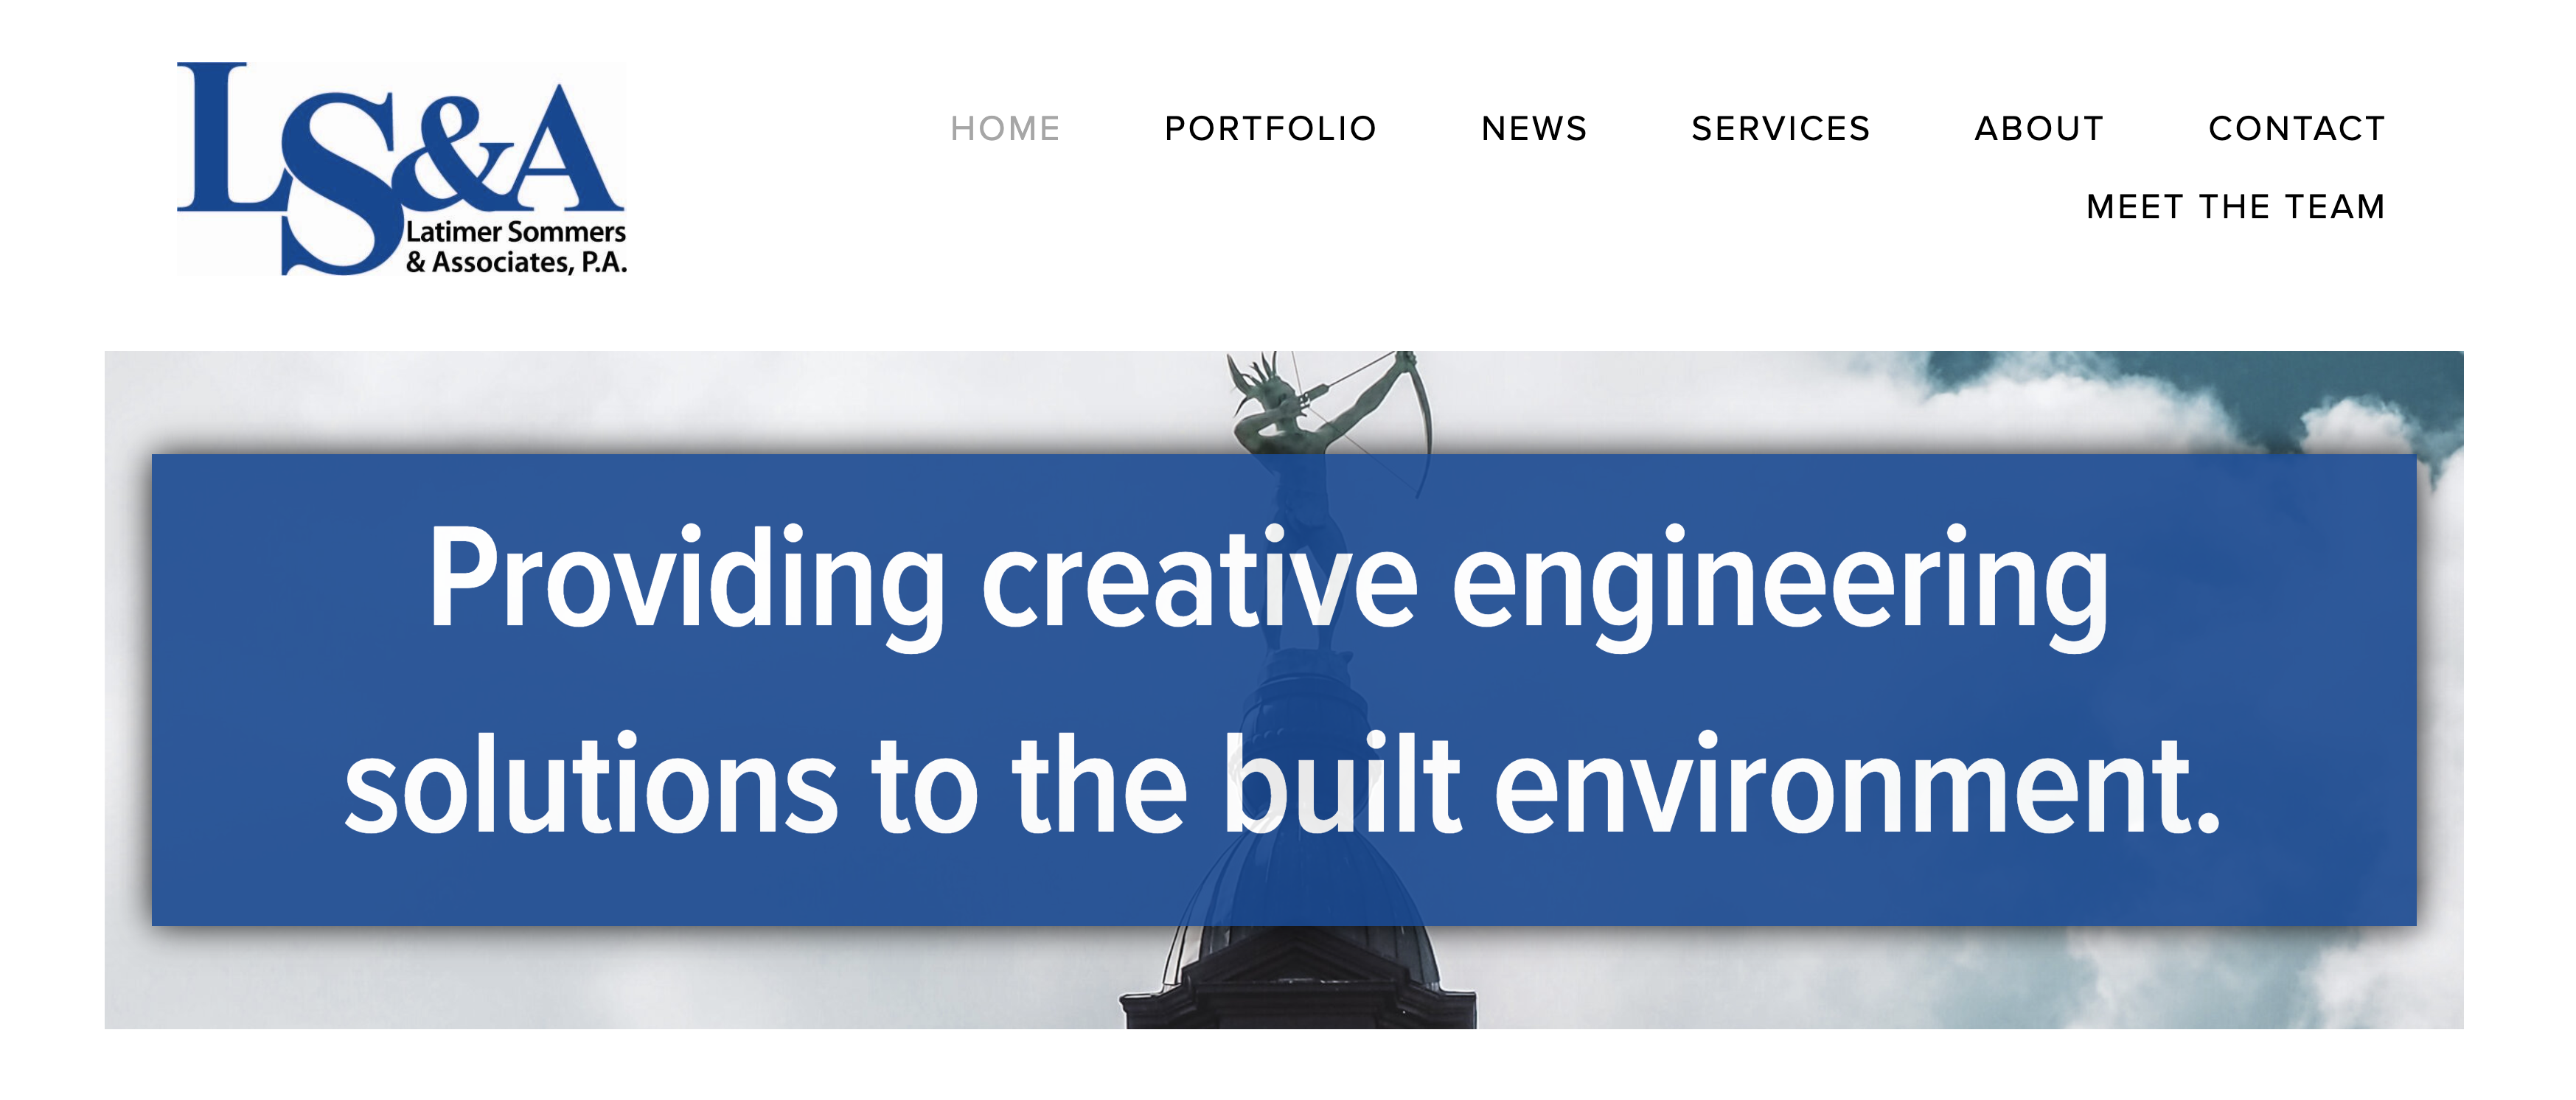 LS&A
Latimer Sommers
& Associates, P.A.
HOME PORTFOLIO NEWS SERVICES ABOUT CONTACT
MEET THE TEAM
Providing creative engineering
solutions to the built environment.